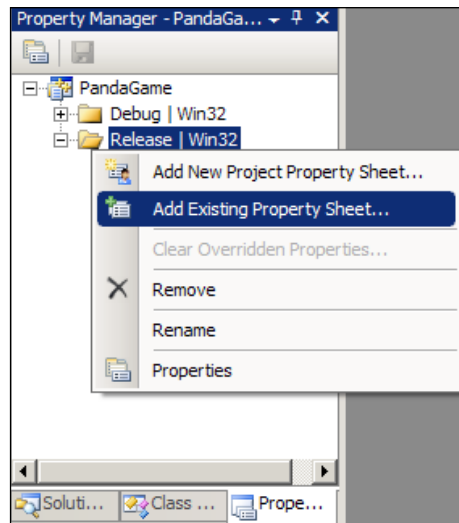 Property Manager - PandaGa...
PandaGame
Debug | Win32
Release | Win32
Add New Project Property Sheet...
Add Existing Property Sheet...
Clear Overridden Properties...
Remove
Rename
Properties
Soluti... Class ... Prope...